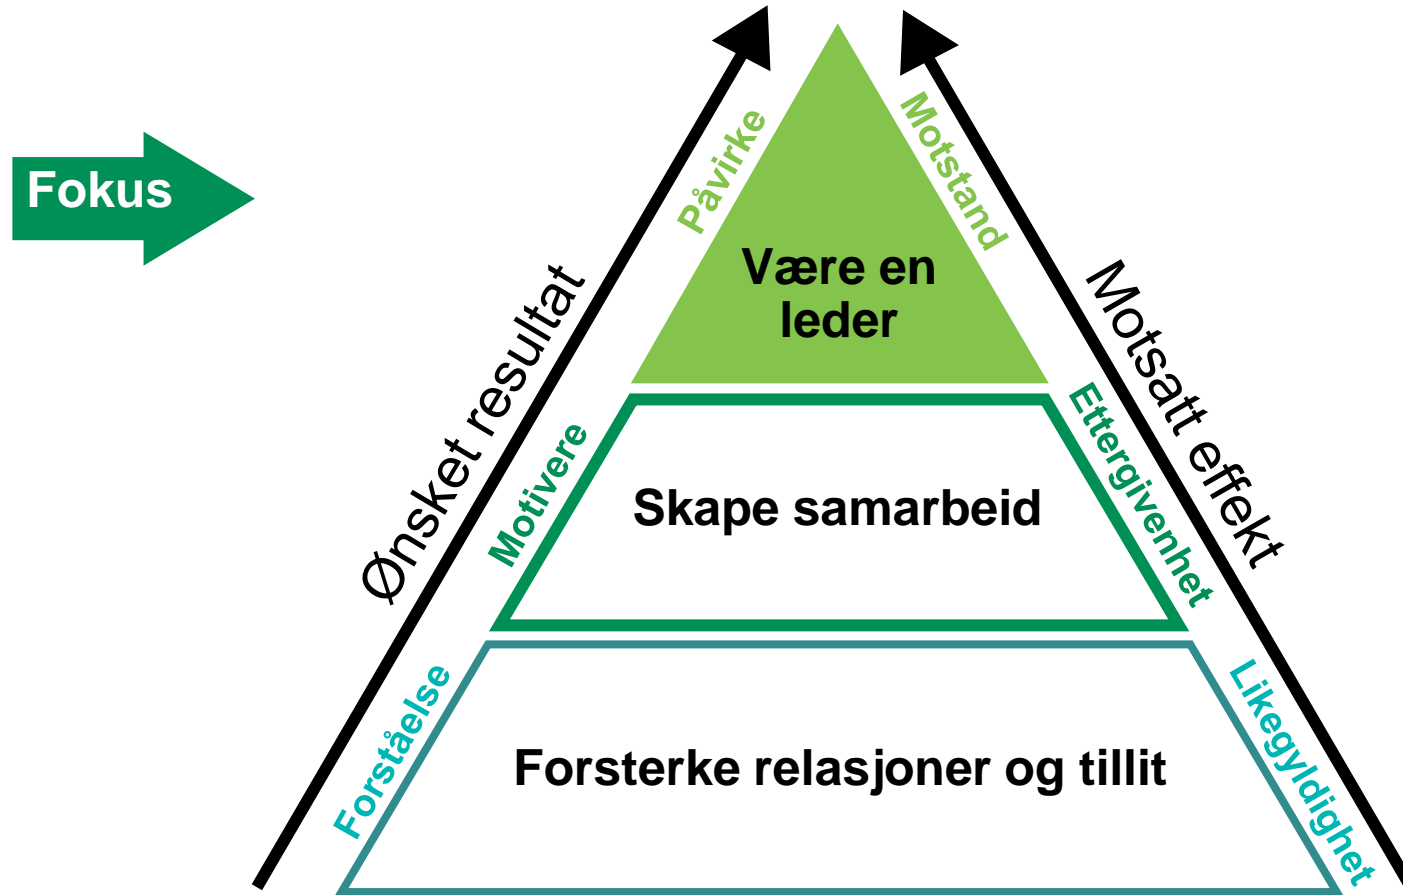 Fokus
Ønsket resultat
Motsatt effekt
Påvirke
Motstand
Være en
leder
Motivere
Ettergivenhet
Skape samarbeid
Forståelse
Likegyldighet
Forsterke relasjoner og tillit